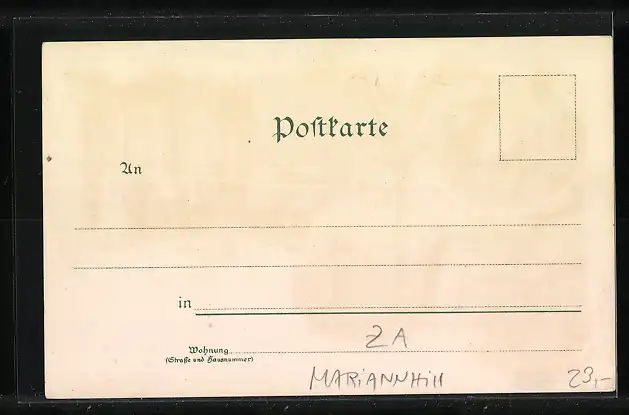 Poſtkarte
An
in
Wohnung
(Straße und Hausnummer)
ZA
MARIANNHill
23,-